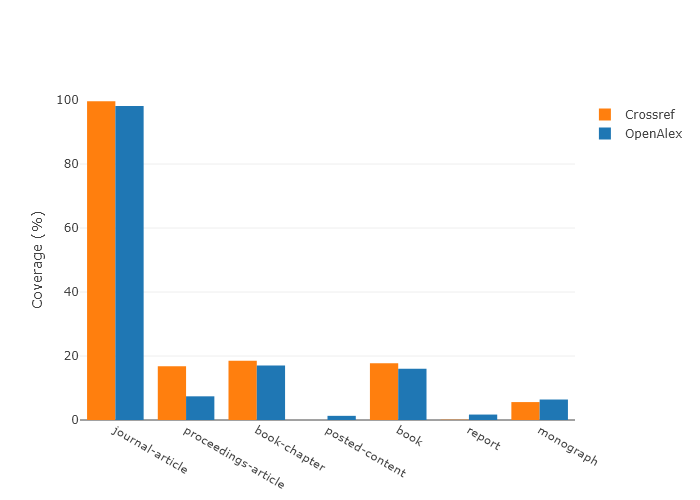 100
80
60
40
20
0
Coverage (%)
journal-article
proceedings-article
book-chapter
posted-content
book
report
monograph
Crossref
OpenAlex